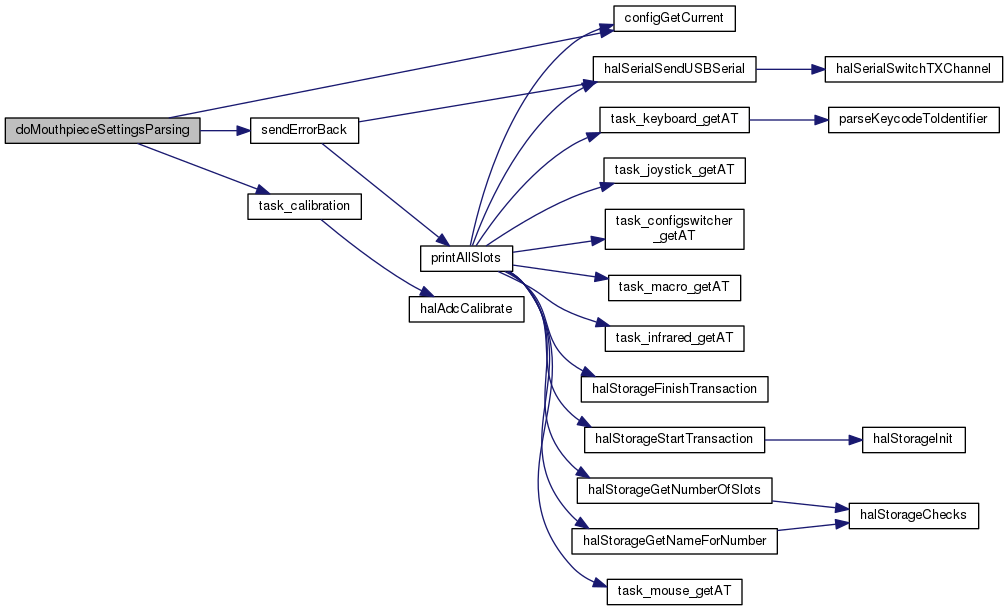 configGetCurrent
halSerialSendUSBSerial
halSerialSwitchTXChannel
doMouthpieceSettingsParsing
sendErrorBack
task_keyboard_getAT
parseKeycodeToIdentifier
task_joystick_getAT
task_calibration
task_configswitcher
_getAT
printAllSlots
task_macro_getAT
halAdcCalibrate
task_infrared_getAT
halStorageFinishTransaction
halStorageStartTransaction
halStorageInit
halStorageGetNumberOfSlots
halStorageChecks
halStorageGetNameForNumber
task_mouse_getAT